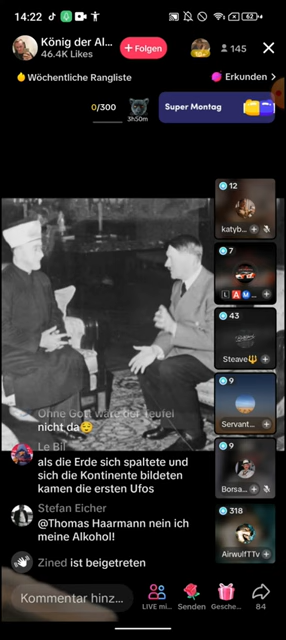 14:22
62
König der Al...
46.4K Likes
+ Folgen
145
Wöchentliche Rangliste
Erkunden >
0/300
3h50m
Super Montag
12
katyb...
7
L A M...
43
Steave🔱
9
Servant...
9
Borsa...
318
AirwulfTTv
Ohne Gott wäre der Teufel
nicht da😌
Le Bil
als die Erde sich spaltete und
sich die Kontinente bildeten
kamen die ersten Ufos
Stefan Eicher
@Thomas Haarmann nein ich
meine Alkohol!
Zined ist beigetreten
Kommentar hinz...
LIVE mi...
Senden
Gesche...
84